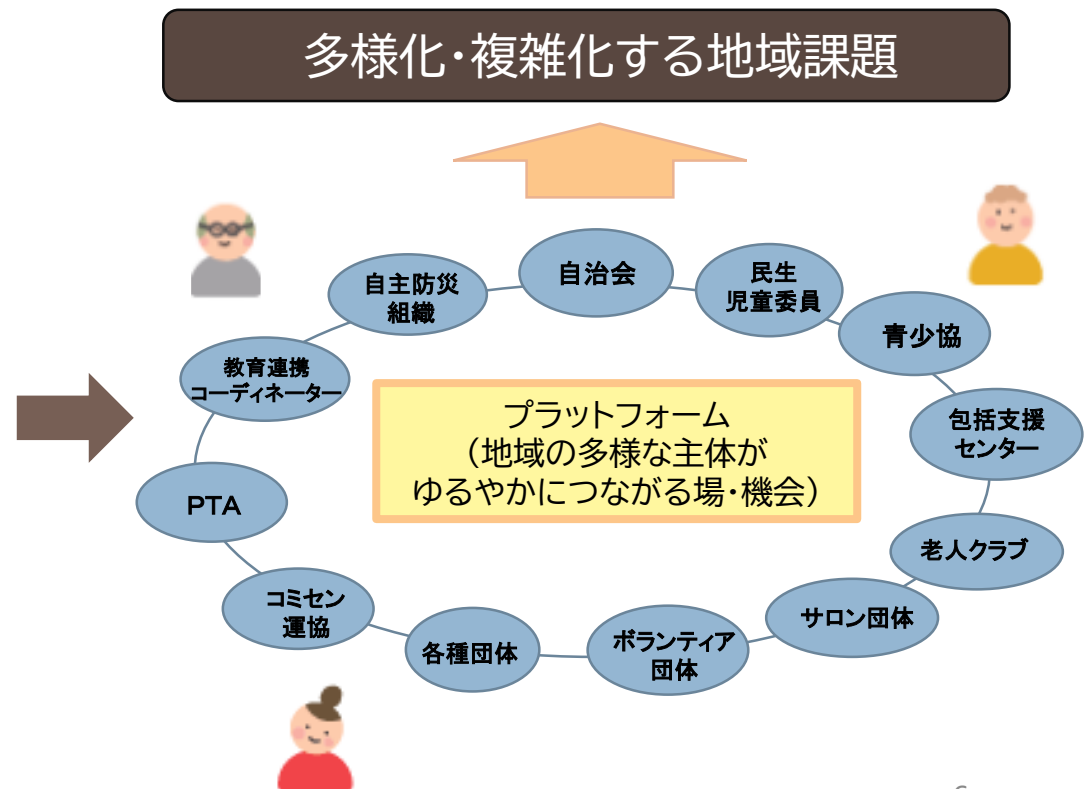 多様化・複雑化する地域課題
自治会
民生
児童委員
自主防災
組織
青少協
教育連携
コーディネーター
プラットフォーム
（地域の多様な主体が
ゆるやかにつながる場・機会）
包括支援
センター
PTA
老人クラブ
コミセン
運協
サロン団体
各種団体
ボランティア
団体